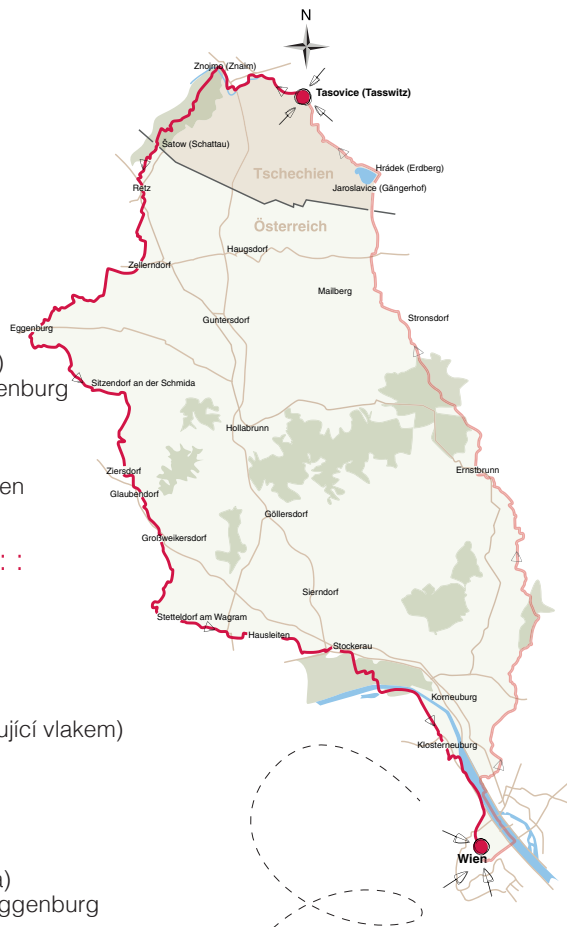 N
Znojmo (Znaim)
Tasovice (Tasswitz)
Šatow (Schattau)
Tschechien
Hrádek (Erdberg)
Retz
Jaroslavice (Gängerhof)
Österreich
Haugsdorf
Zellerndorf
Mailberg
Guntersdorf
Stronsdorf
Eggenburg
)
enburg
Sitzendorf an der Schmida
Hollabrunn
Ziersdorf
Ernstbrunn
en
Glaubendorf
Göllersdorf
Großweikersdorf
: :
Sierndorf
Stetteldorf am Wagram
Hausleiten
Stockerau
Korneuburg
ující vlakem)
Klosterneuburg
Wien
a)
ggenburg